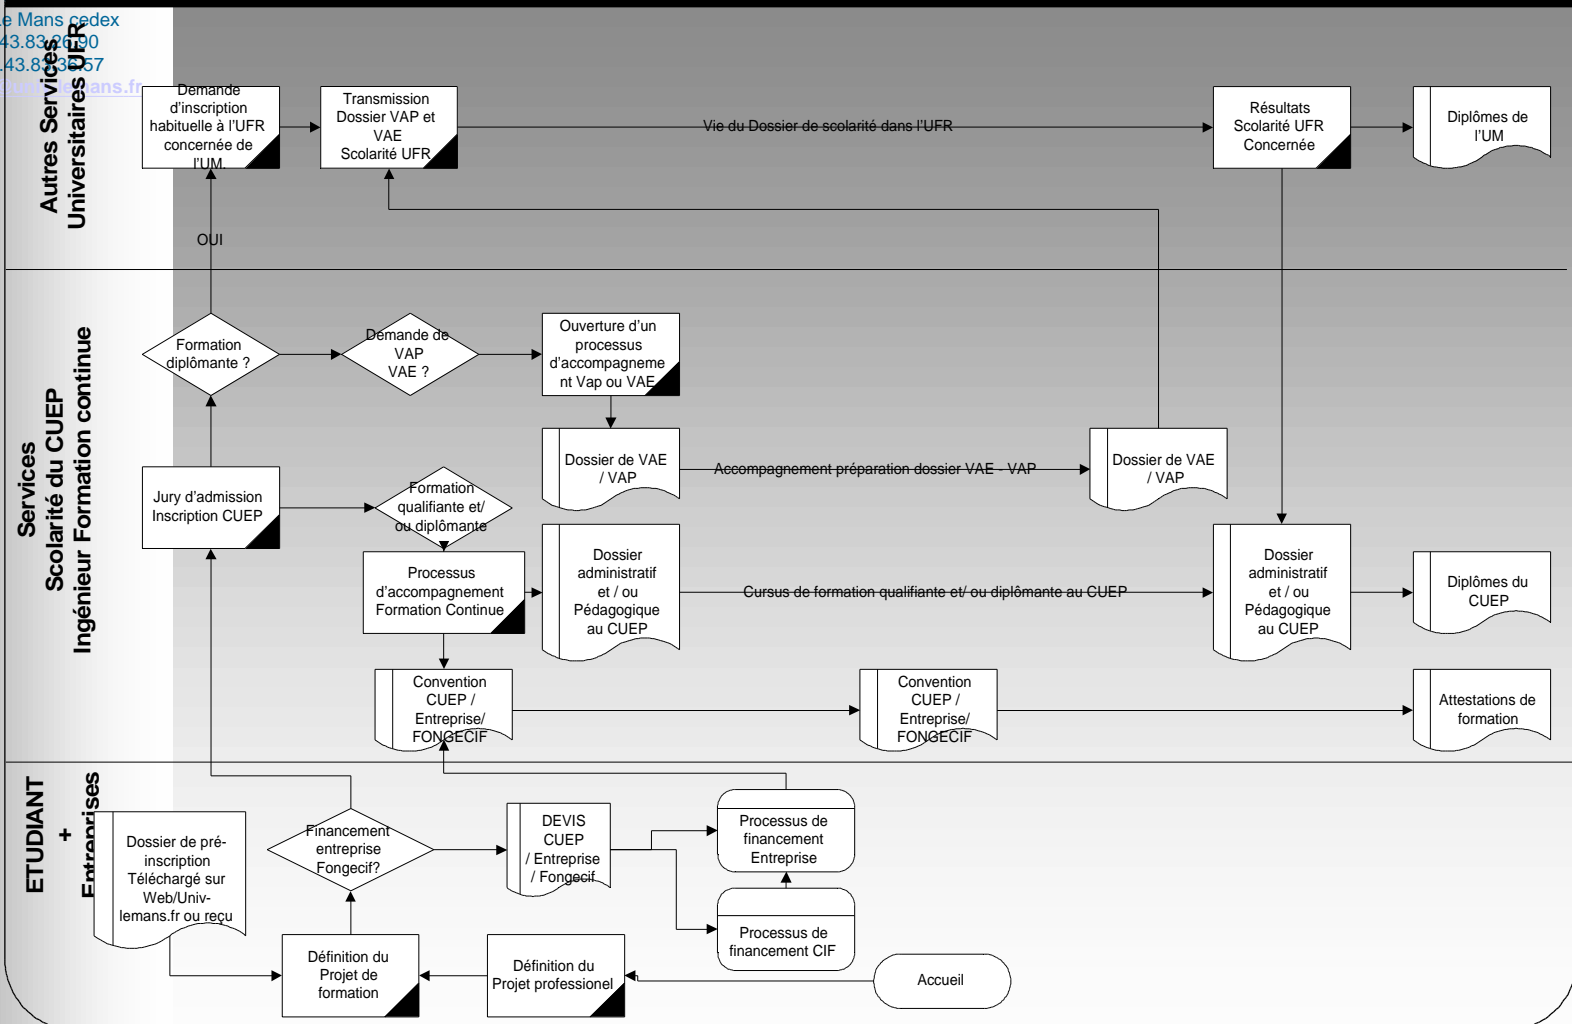 e Mans cedex
43.83.26.90
.43.83.36.57
ans.fr
Autres Services
Universitaires UFR
Demande
d'inscription
habituelle à l'UFR
concernée de
l'UM.
Transmission
Dossier VAP et
VAE
Scolarité UFR
Vie du Dossier de scolarité dans l'UFR
Résultats
Scolarité UFR
Concernée
Diplômes de
l'UM
OUI
Services
Scolarité du CUEP
Ingénieur Formation continue
Formation
diplômante ?
Demande de
VAP
VAE ?
Ouverture d'un
processus
d'accompagneme
nt Vap ou VAE
Dossier de VAE
/ VAP
Accompagnement préparation dossier VAE - VAP
Dossier de VAE
/ VAP
Jury d'admission
Inscription CUEP
Formation
qualifiante et/
ou diplômante
Processus
d'accompagnement
Formation Continue
Dossier
administratif
et / ou
Pédagogique
au CUEP
Cursus de formation qualifiante et/ ou diplômante au CUEP
Dossier
administratif
et / ou
Pédagogique
au CUEP
Diplômes du
CUEP
Convention
CUEP /
Entreprise/
FONGECIF
Convention
CUEP /
Entreprise/
FONGECIF
Attestations de
formation
ETUDIANT
+
Entreprises
Dossier de pré-
inscription
Téléchargé sur
Web/Univ-
lemans.fr ou reçu
Financement
entreprise
Fongecif?
DEVIS
CUEP
/ Entreprise
/ Fongecif
Processus de
financement
Entreprise
Processus de
financement CIF
Définition du
Projet de
formation
Définition du
Projet professionel
Accueil